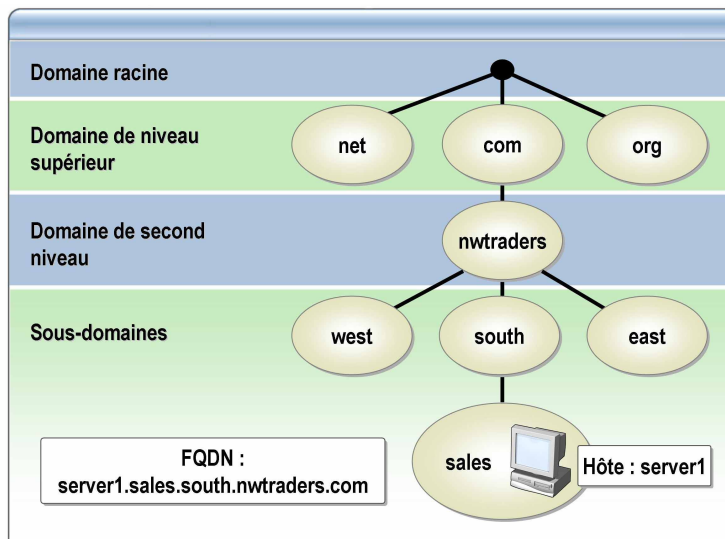 Domaine racine
Domaine de niveau
supérieur
net
com
org
Domaine de second
niveau
nwtraders
Sous-domaines
west
south
east
sales
Hôte : server1
FQDN :
server1.sales.south.nwtraders.com